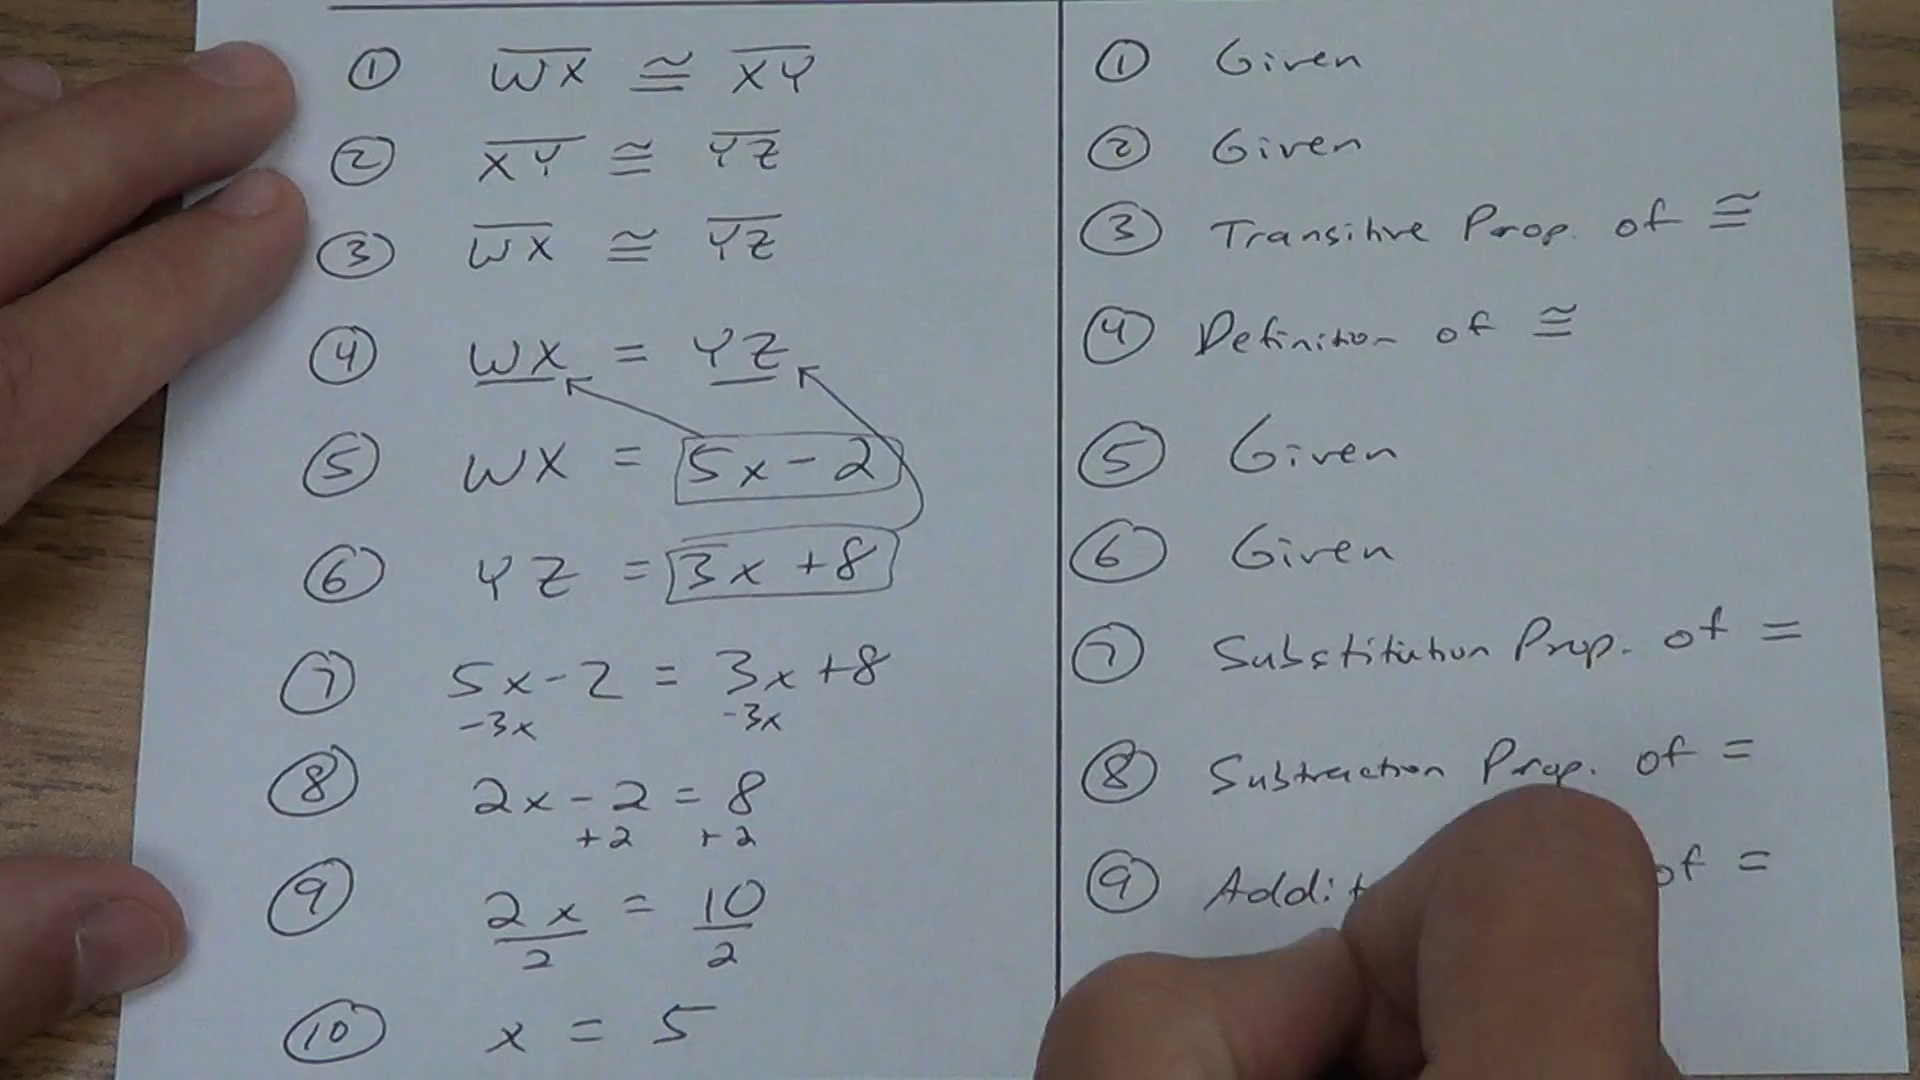 ① WX ≅ XY ① Given
② XY ≅ YZ ② Given
③ WX ≅ YZ ③ Transitive Prop. of ≅
④ WX = YZ ④ Definition of ≅
⑤ WX = 5x - 2 ⑤ Given
⑥ YZ = 3x + 8 ⑥ Given
⑦ 5x - 2 = 3x + 8 ⑦ Substitution Prop. of =
-3x -3x
⑧ 2x - 2 = 8 ⑧ Subtraction Prop. of =
+2 +2
⑨ 2x = 10 ⑨ of =
2 2
⑩ x = 5